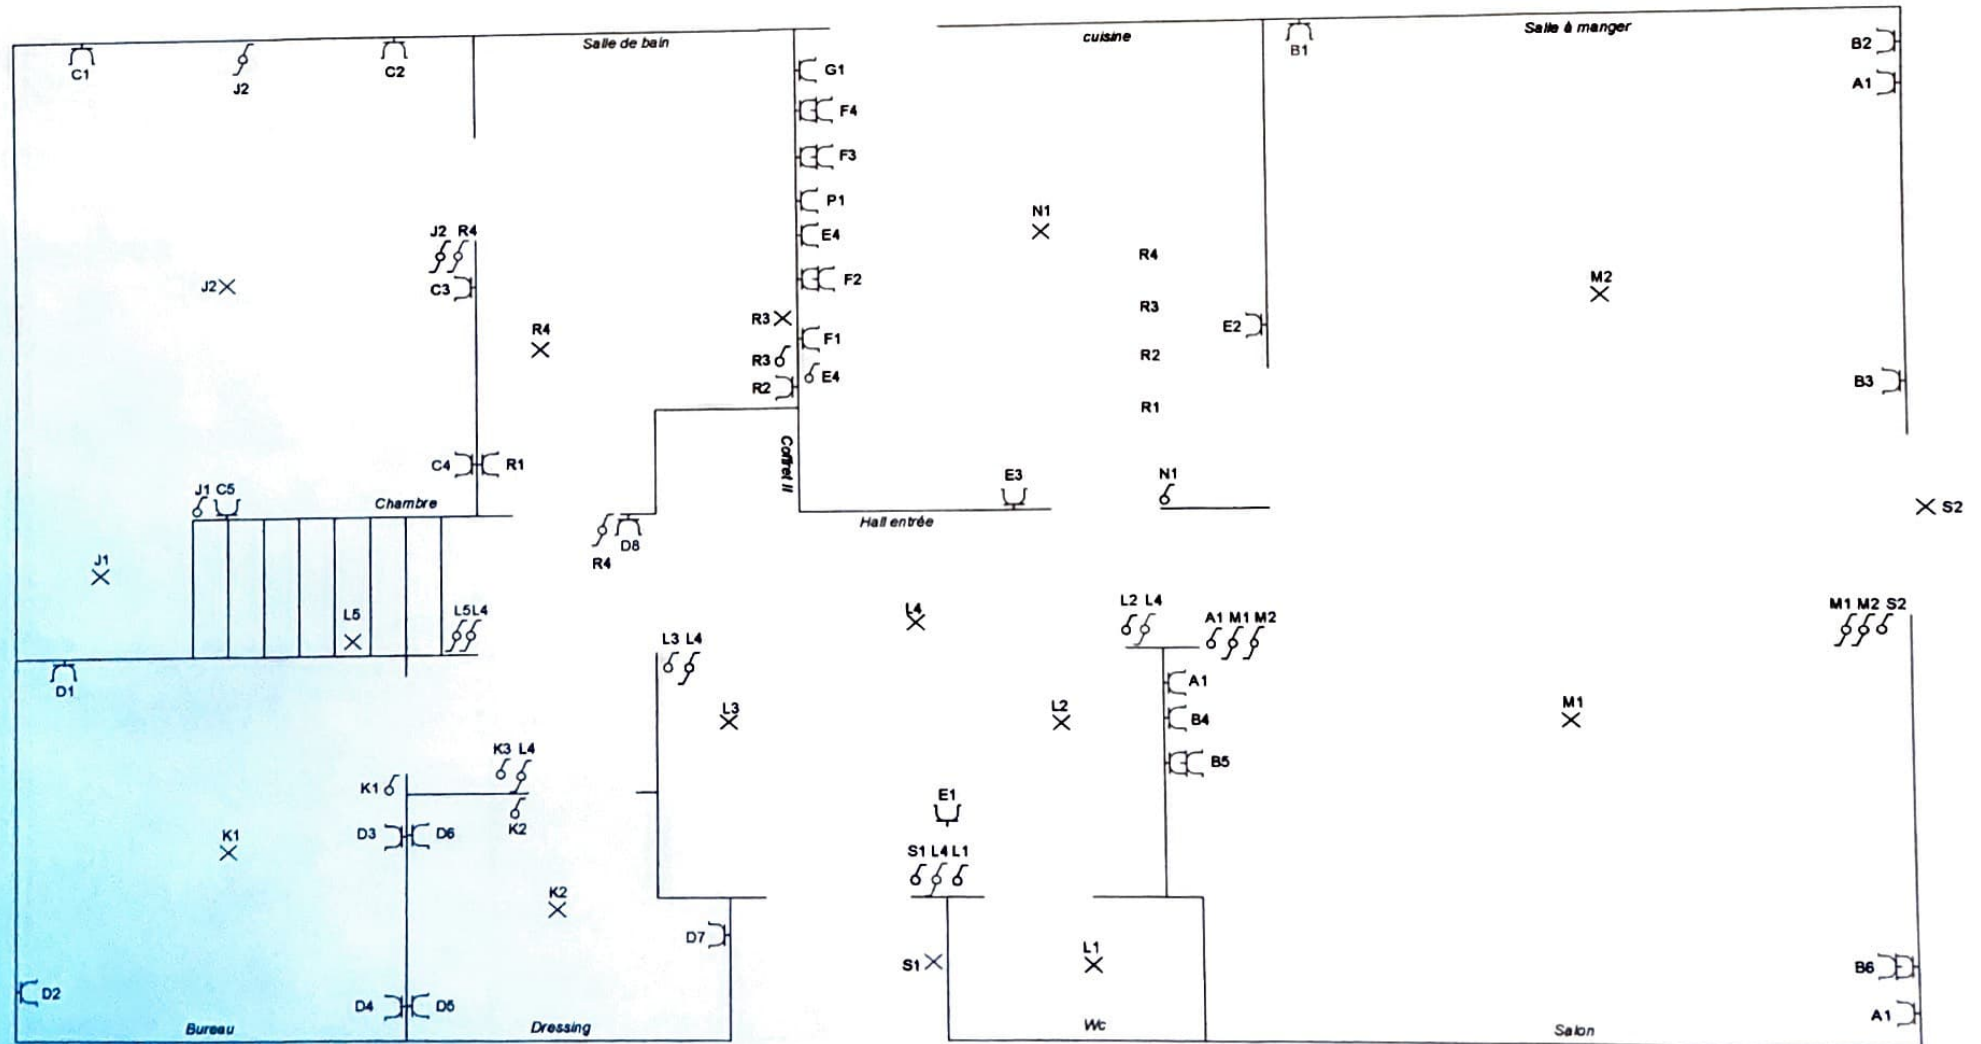 Salle de bain
cuisine
Salle à manger
C1
J2
C2
G1
F4
F3
P1
E4
F2
F1
E4
B1
B2
A1
J2 R4
C3
J2
R4
R3
R3
R2
N1
R4
R3
R2
R1
E2
M2
B3
C4
R1
J1 C5
Chambre
Coffret II
E3
N1
Hall entrée
S2
R4
D8
J1
L5
L5L4
D1
L3 L4
L4
L2 L4
A1 M1 M2
M1 M2 S2
A1
B4
B5
L3
L2
M1
K3 L4
K1
K2
D3
D6
K1
E1
S1 L4 L1
K2
D7
S1
L1
B6
D2
D4
D5
A1
Bureau
Dressing
Wc
Salon